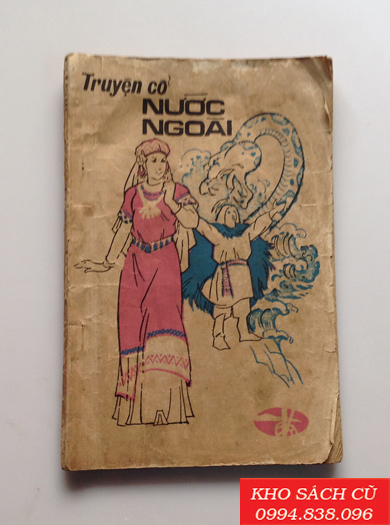 Truyện cổ
NƯỚC
NGOÀI
KHO SÁCH CŨ
0994.838.096